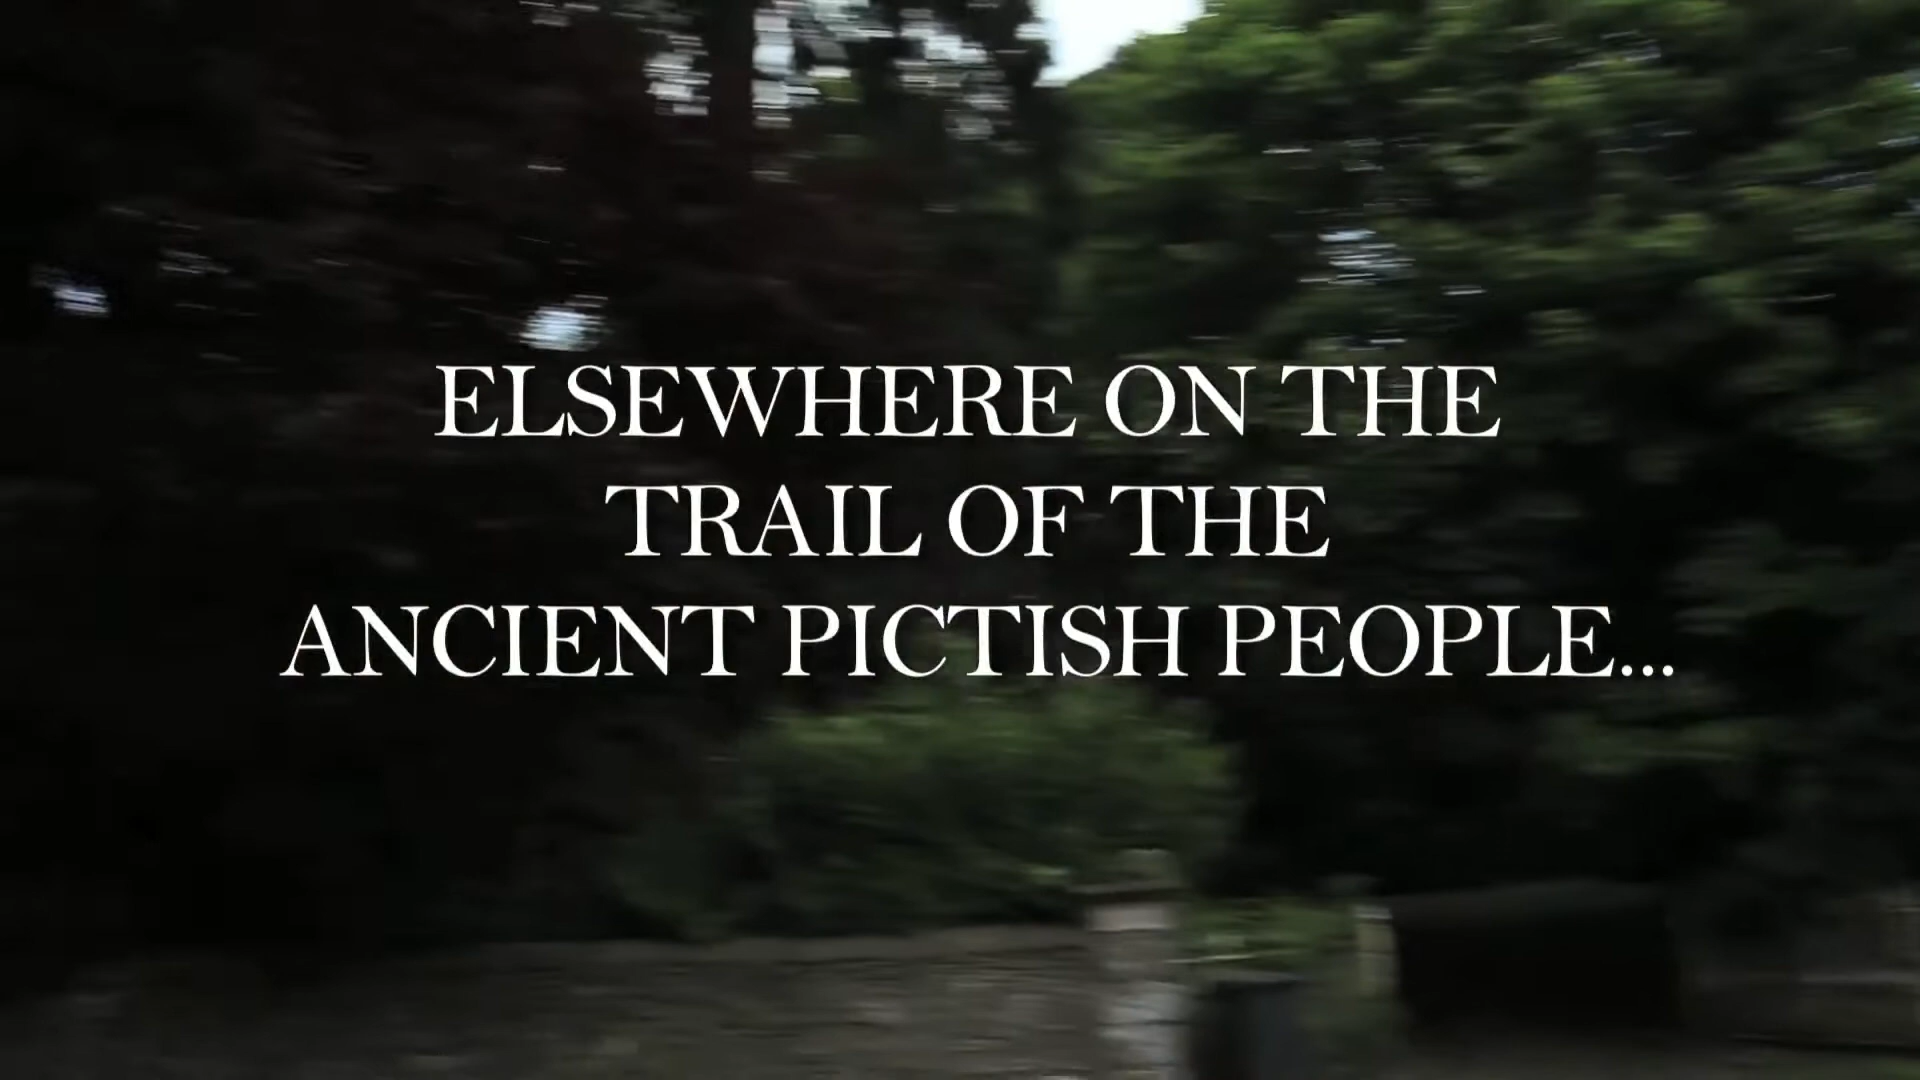 ELSEWHERE ON THE
TRAIL OF THE
ANCIENT PICTISH PEOPLE...